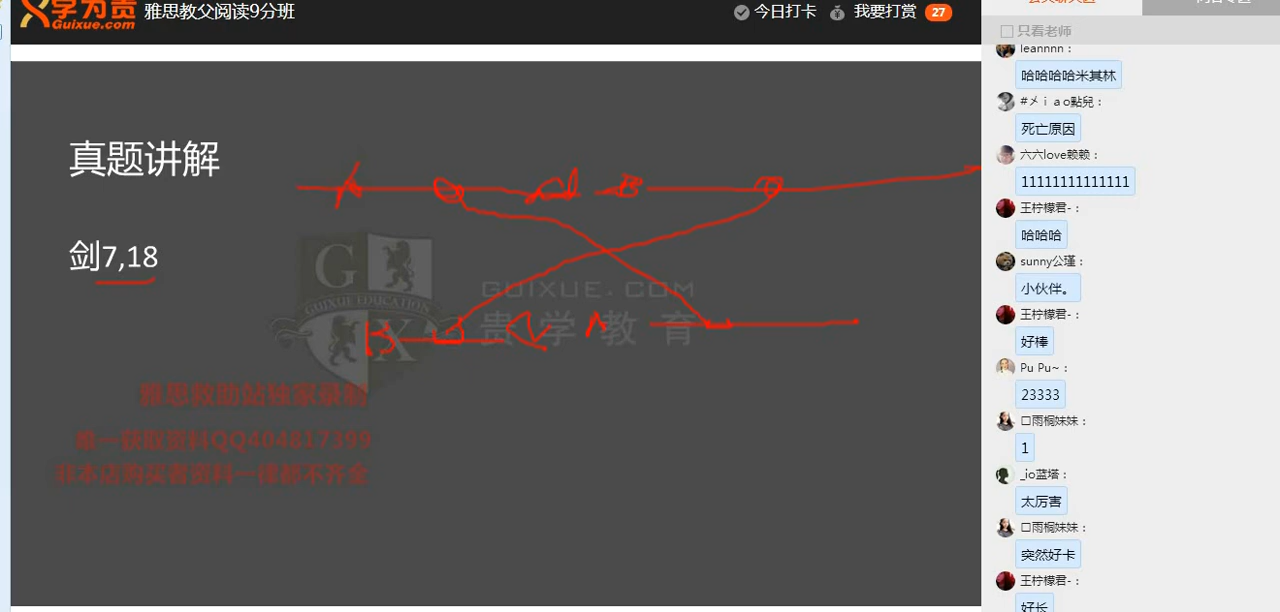 学为贵
Guixue.com
雅思教父阅读9分班
今日打卡
我要打赏
27
真题讲解
剑7,18
A
B
B
A
G
X
GUIXUE EDUCATION
GUIXUE.COM
贵学教育
雅思救助站独家录制
唯一获取资料QQ404817399
非本店购买者资料一律都不齐全
只看老师
leannnn：
哈哈哈哈米其林
#メｉａｏ點兒：
死亡原因
六六love赖赖：
11111111111111
王柠檬君-：
哈哈哈
sunny公瑾：
小伙伴。
王柠檬君-：
好棒
Pu Pu~：
23333
口雨桐妹妹：
1
_io蓝塔：
太厉害
口雨桐妹妹：
突然好卡
王柠檬君-：
好长